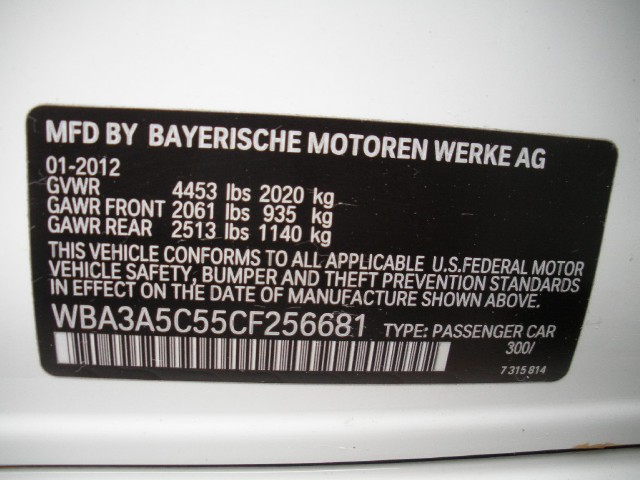 MFD BY BAYERISCHE MOTOREN WERKE AG
01-2012
GVWR 4453 lbs 2020 kg
GAWR FRONT 2061 lbs 935 kg
GAWR REAR 2513 lbs 1140 kg
THIS VEHICLE CONFORMS TO ALL APPLICABLE U.S.FEDERAL MOTOR
VEHICLE SAFETY, BUMPER AND THEFT PREVENTION STANDARDS
IN EFFECT ON THE DATE OF MANUFACTURE SHOWN ABOVE.
WBA3A5C55CF256681 TYPE: PASSENGER CAR
300/
7 315 814